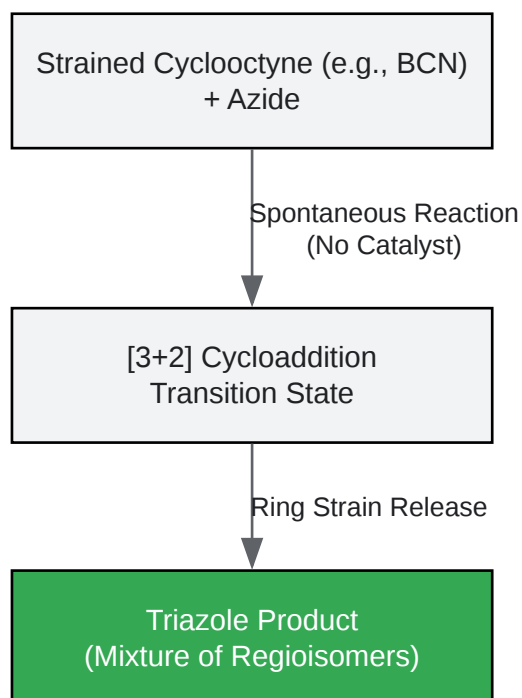 Strained Cyclooctyne (e.g., BCN)
+ Azide
Spontaneous Reaction
(No Catalyst)
[3+2] Cycloaddition
Transition State
Ring Strain Release
Triazole Product
(Mixture of Regioisomers)